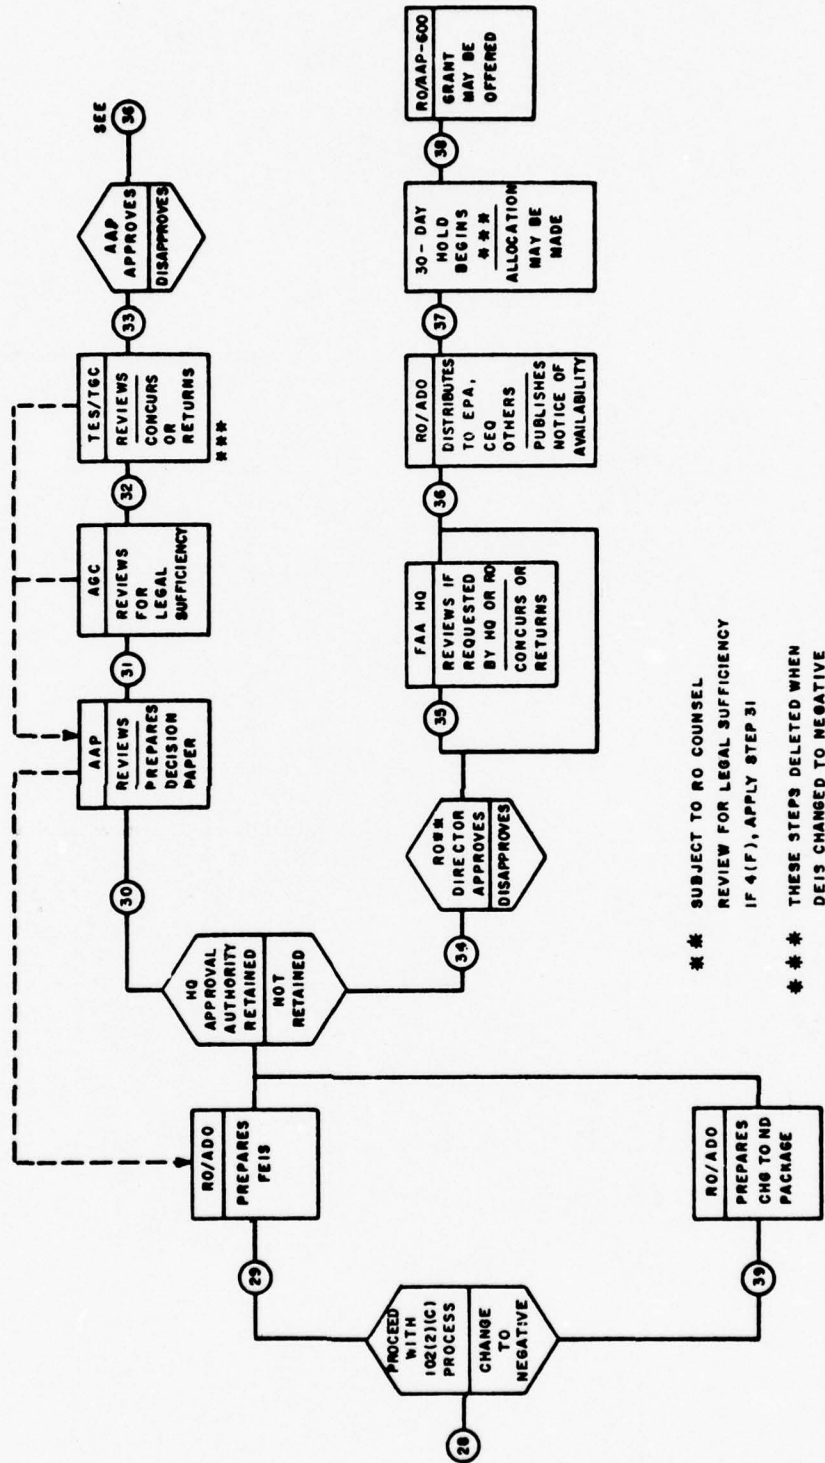 28
PROCEED
WITH
102(2)(C)
PROCESS
CHANGE
TO
NEGATIVE
29
RO/ADO
PREPARES
FEIS
39
RO/ADO
PREPARES
CHG TO ND
PACKAGE
HQ
APPROVAL
AUTHORITY
RETAINED
NOT
RETAINED
30
AAP
REVIEWS
PREPARES
DECISION
PAPER
31
AGC
REVIEWS
FOR
LEGAL
SUFFICIENCY
32
TES/TGC
REVIEWS
CONCURS
OR
RETURNS
***
33
AAP
APPROVES
DISAPPROVES
SEE
36
34
RO**
DIRECTOR
APPROVES
DISAPPROVES
35
FAA HQ
REVIEWS IF
REQUESTED
BY HQ OR RO
CONCURS OR
RETURNS
36
RO/ADO
DISTRIBUTES
TO EPA,
CEQ
OTHERS
PUBLISHES
NOTICE OF
AVAILABILITY
37
30-DAY
HOLD
BEGINS
***
ALLOCATION
MAY BE
MADE
38
RO/AAP-600
GRANT
MAY BE
OFFERED
** SUBJECT TO RO COUNSEL
REVIEW FOR LEGAL SUFFICIENCY
IF 4(F), APPLY STEP 31
*** THESE STEPS DELETED WHEN
DEIS CHANGED TO NEGATIVE